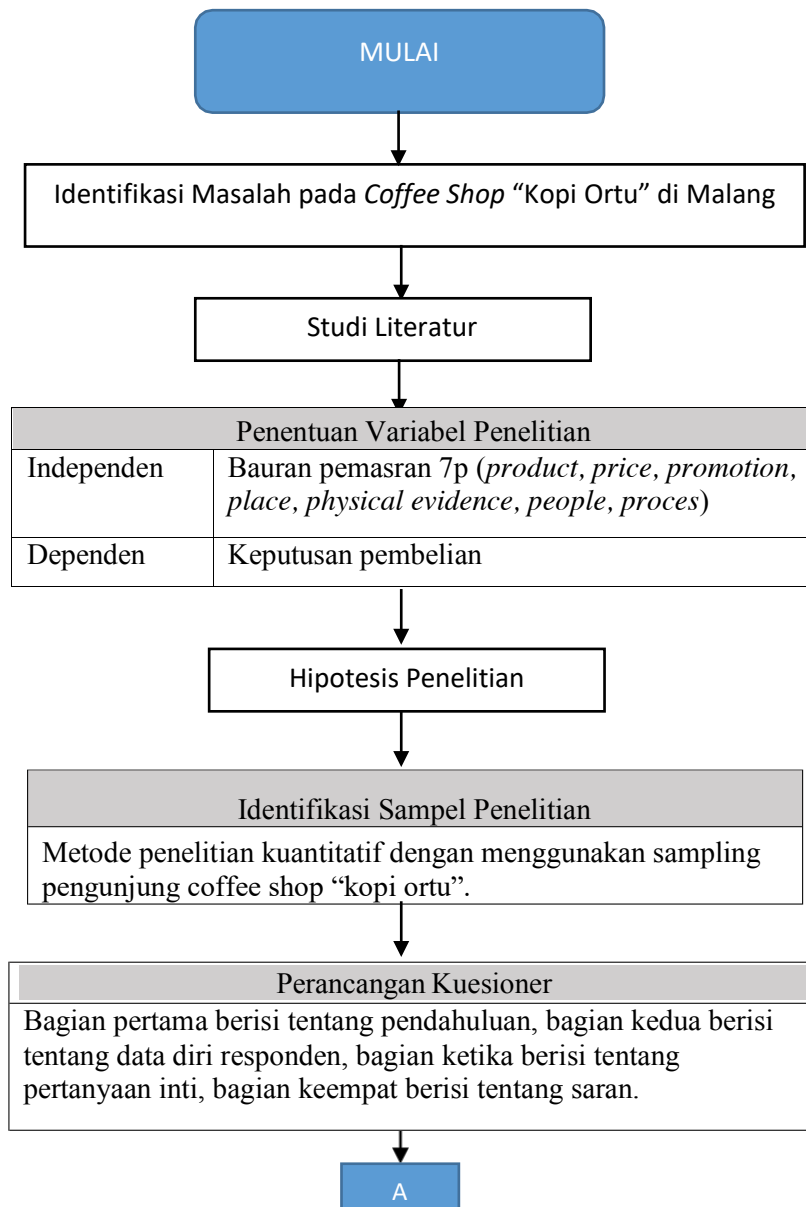 MULAI
Identifikasi Masalah pada Coffee Shop “Kopi Ortu” di Malang
Studi Literatur
Penentuan Variabel Penelitian
Independen
Bauran pemasran 7p (product, price, promotion,
place, physical evidence, people, proces)
Dependen
Keputusan pembelian
Hipotesis Penelitian
Identifikasi Sampel Penelitian
Metode penelitian kuantitatif dengan menggunakan sampling
pengunjung coffee shop “kopi ortu”.
Perancangan Kuesioner
Bagian pertama berisi tentang pendahuluan, bagian kedua berisi
tentang data diri responden, bagian ketika berisi tentang
pertanyaan inti, bagian keempat berisi tentang saran.
A